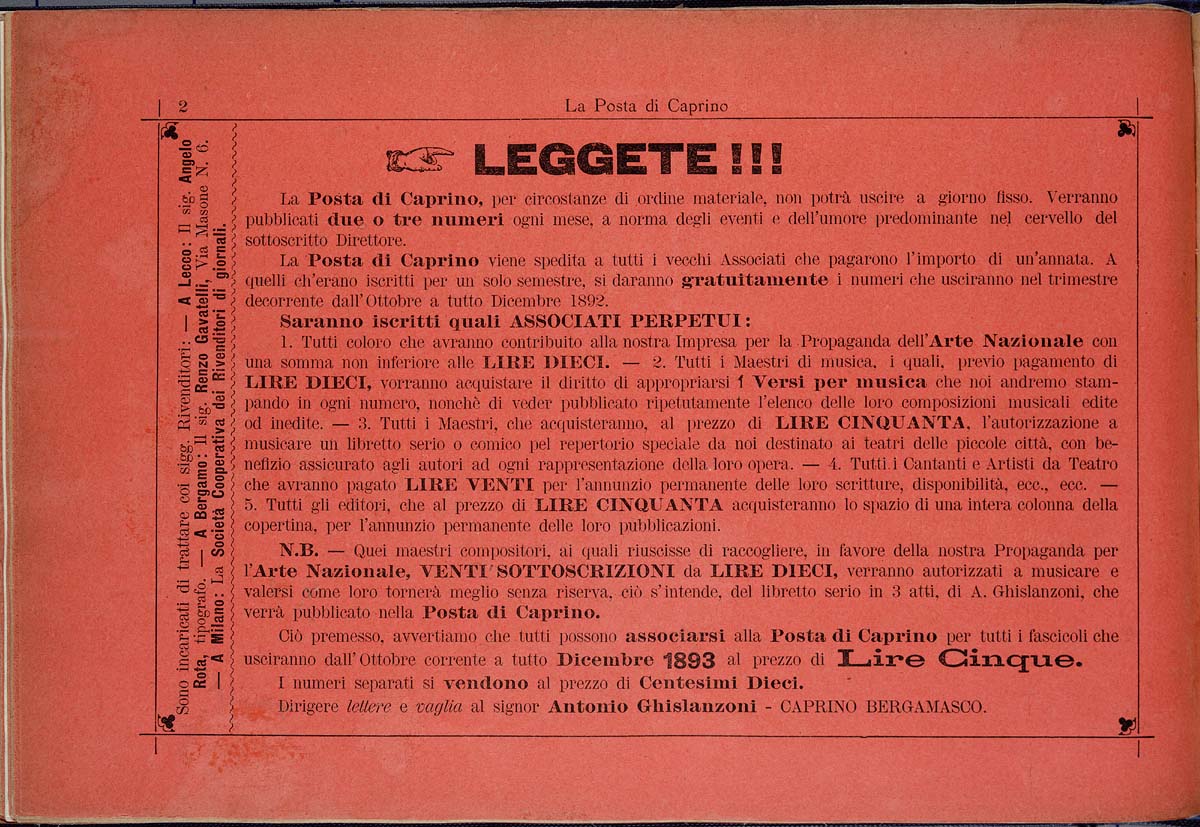 2
La Posta di Caprino
Sono incaricati di trattare coi sigg. Rivenditori: — A Lecco: Il sig. Angelo
Rota, tipografo. — A Bergamo: Il sig. Renzo Gavatelli, Via Masone N. 6.
— A Milano: La Società Cooperativa dei Rivenditori di giornali.
LEGGETE!!!
La Posta di Caprino, per circostanze di ordine materiale, non potrà uscire a giorno fisso. Verranno
pubblicati due o tre numeri ogni mese, a norma degli eventi e dell'umore predominante nel cervello del
sottoscritto Direttore.
La Posta di Caprino viene spedita a tutti i vecchi Associati che pagarono l'importo di un'annata. A
quelli ch'erano iscritti per un solo semestre, si daranno gratuitamente i numeri che usciranno nel trimestre
decorrente dall'Ottobre a tutto Dicembre 1892.
Saranno iscritti quali ASSOCIATI PERPETUI:
1. Tutti coloro che avranno contribuito alla nostra Impresa per la Propaganda dell'Arte Nazionale con
una somma non inferiore alle LIRE DIECI. — 2. Tutti i Maestri di musica, i quali, previo pagamento di
LIRE DIECI, vorranno acquistare il diritto di appropriarsi i Versi per musica che noi andremo stam-
pando in ogni numero, nonchè di veder pubblicato ripetutamente l'elenco delle loro composizioni musicali edite
od inedite. — 3. Tutti i Maestri, che acquisteranno, al prezzo di LIRE CINQUANTA, l'autorizzazione a
musicare un libretto serio o comico pel repertorio speciale da noi destinato ai teatri delle piccole città, con be-
nefizio assicurato agli autori ad ogni rappresentazione della loro opera. — 4. Tutti i Cantanti e Artisti da Teatro
che avranno pagato LIRE VENTI per l'annunzio permanente delle loro scritture, disponibilità, ecc., ecc. —
5. Tutti gli editori, che al prezzo di LIRE CINQUANTA acquisteranno lo spazio di una intera colonna della
copertina, per l'annunzio permanente delle loro pubblicazioni.
N.B. — Quei maestri compositori, ai quali riuscisse di raccogliere, in favore della nostra Propaganda per
l'Arte Nazionale, VENTI SOTTOSCRIZIONI da LIRE DIECI, verranno autorizzati a musicare e
valersi come loro tornerà meglio senza riserva, ciò s'intende, del libretto serio in 3 atti, di A. Ghislanzoni, che
verrà pubblicato nella Posta di Caprino.
Ciò premesso, avvertiamo che tutti possono associarsi alla Posta di Caprino per tutti i fascicoli che
usciranno dall'Ottobre corrente a tutto Dicembre 1893 al prezzo di Lire Cinque.
I numeri separati si vendono al prezzo di Centesimi Dieci.
Dirigere lettere e vaglia al signor Antonio Ghislanzoni - CAPRINO BERGAMASCO.